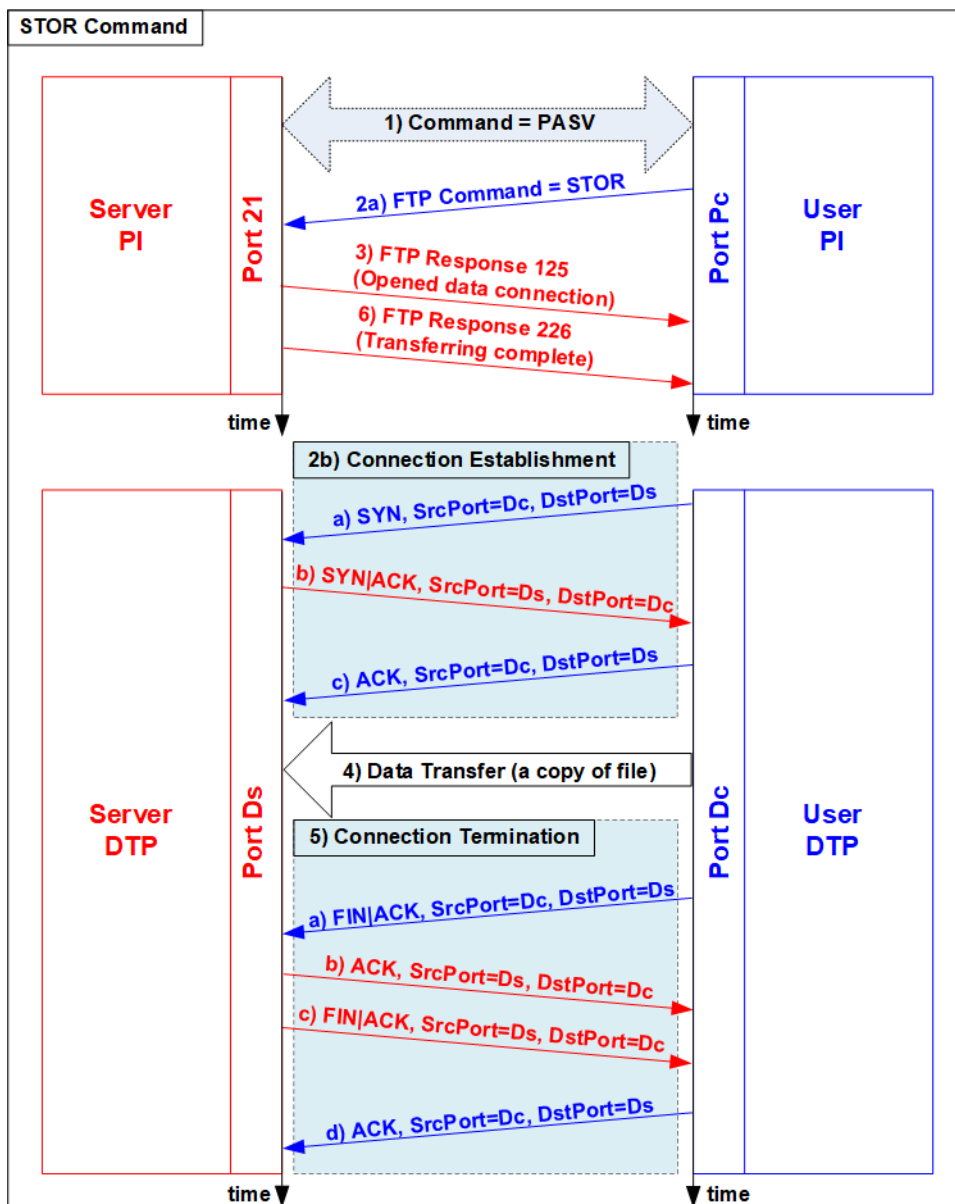 STOR Command
1) Command = PASV
Server
PI
Port 21
2a) FTP Command = STOR
3) FTP Response 125
(Opened data connection)
6) FTP Response 226
(Transferring complete)
Port Pc
User
PI
time
time
2b) Connection Establishment
a) SYN, SrcPort=Dc, DstPort=Ds
b) SYN|ACK, SrcPort=Ds, DstPort=Dc
c) ACK, SrcPort=Dc, DstPort=Ds
4) Data Transfer (a copy of file)
Server
DTP
Port Ds
Port Dc
User
DTP
5) Connection Termination
a) FIN|ACK, SrcPort=Dc, DstPort=Ds
b) ACK, SrcPort=Ds, DstPort=Dc
c) FIN|ACK, SrcPort=Ds, DstPort=Dc
d) ACK, SrcPort=Dc, DstPort=Ds
time
time